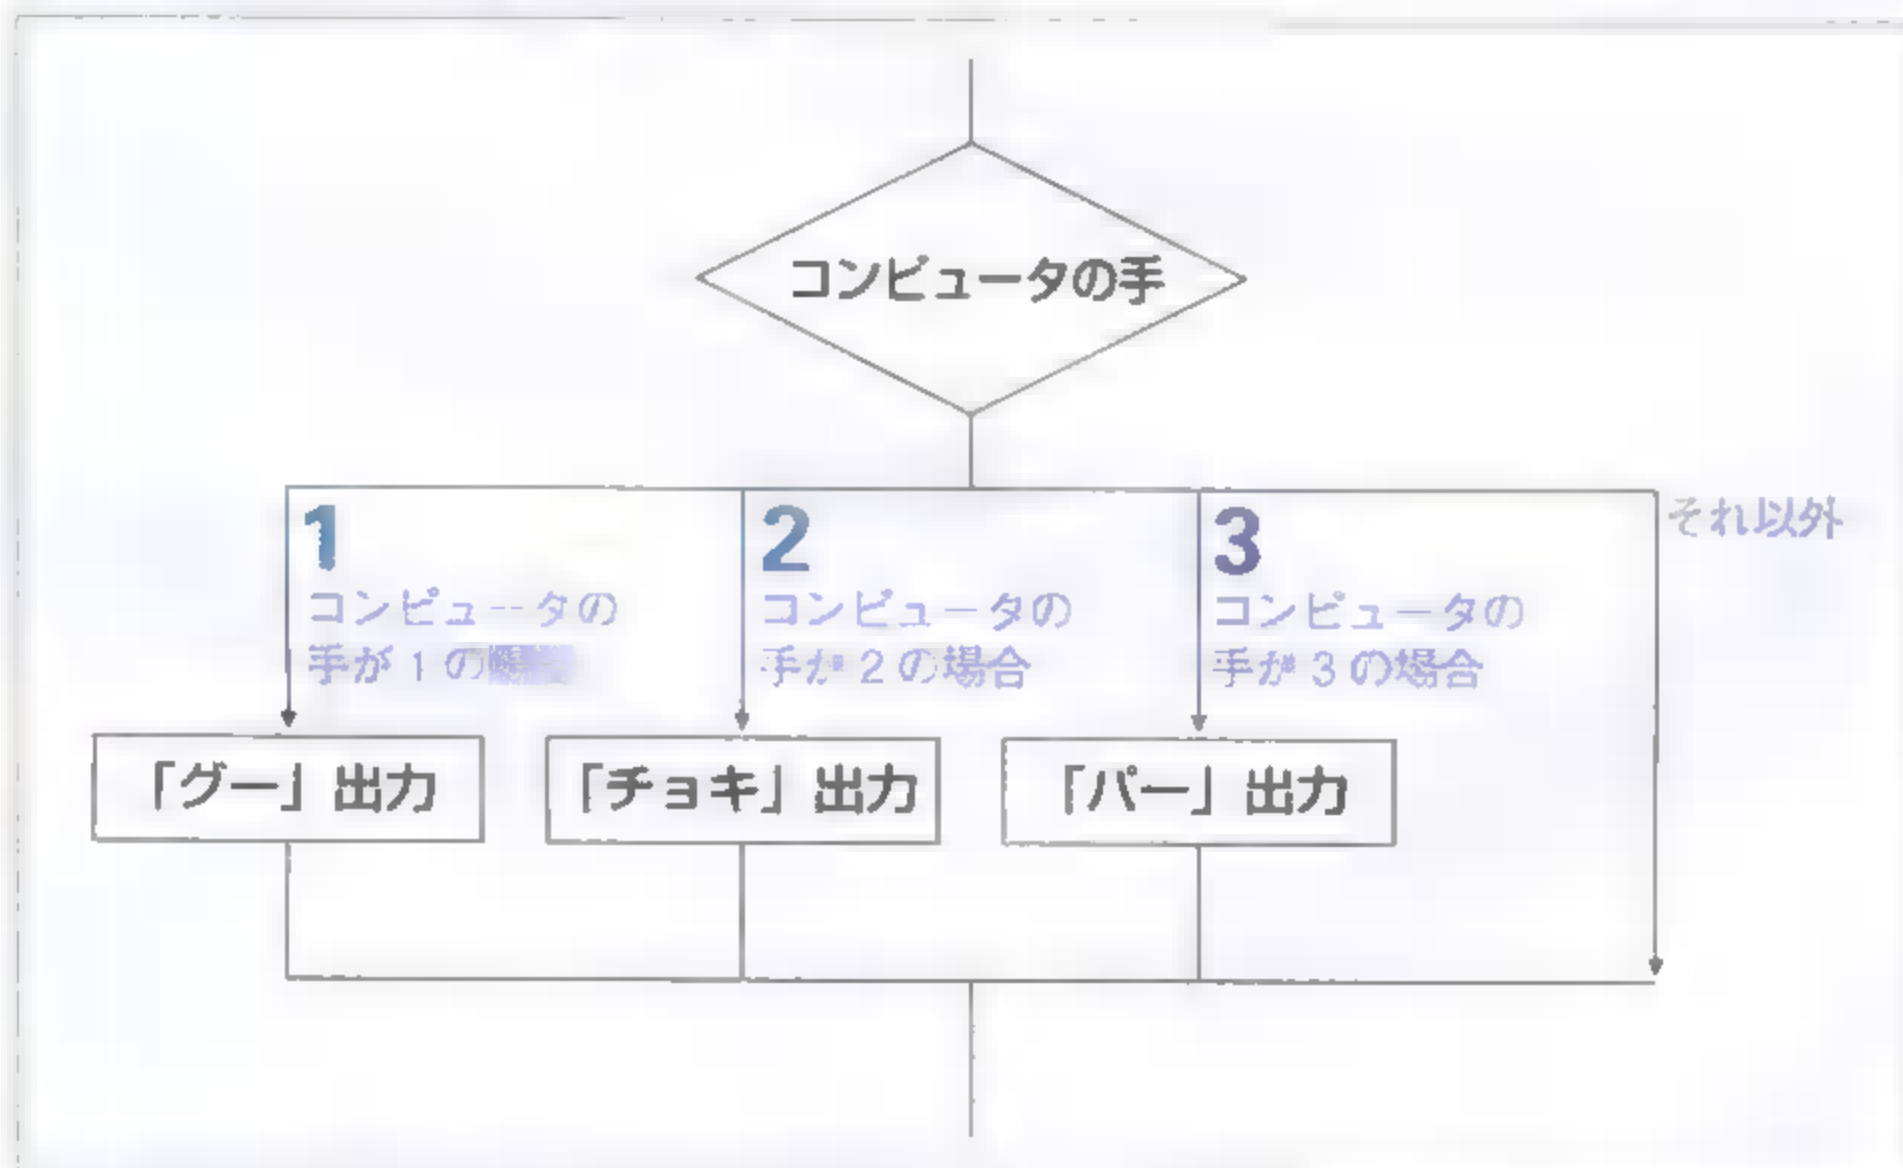 コンピュータの手
1
コンピュータの
手が1の
2
コンピュータの
手が2の場合
3
コンピュータの
手が3の場合
それ以外
「グー」出力
「チョキ」出力
「パー」出力